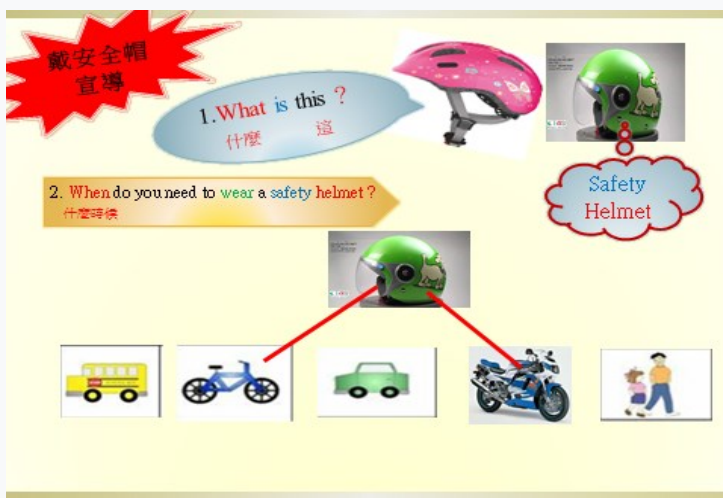 戴安全帽
宣導
1.What is this ?
什麼 這
Safety
Helmet
2. When do you need to wear a safety helmet ?
什麼時候